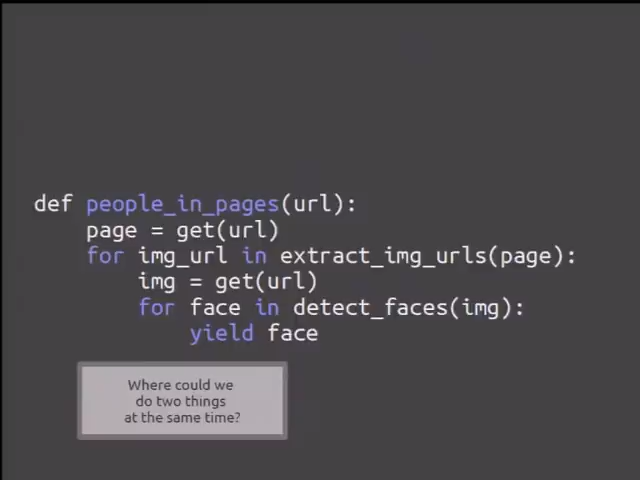 def people_in_pages(url):
    page = get(url)
    for img_url in extract_img_urls(page):
        img = get(url)
        for face in detect_faces(img):
            yield face
Where could we
do two things
at the same time?